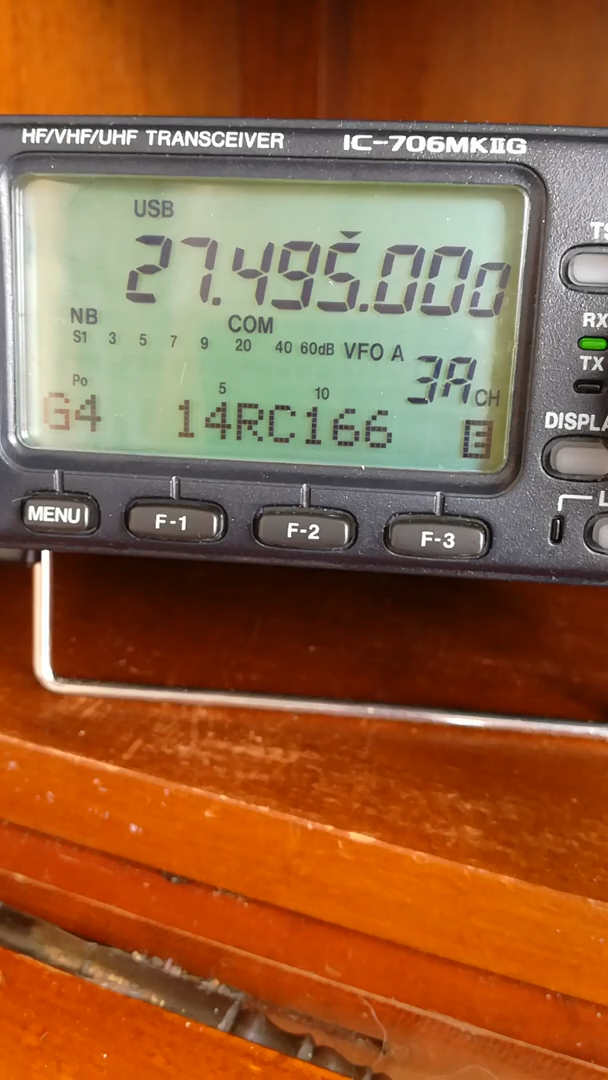 HF/VHF/UHF TRANSCEIVER IC-706MKIIG
USB
27.495.000
TS
NB COM
S1 3 5 7 9 20 40 60dB VFO A
RX
TX
3A CH
Po 5 10
G4 14RC166 E
MENU F-1 F-2 F-3